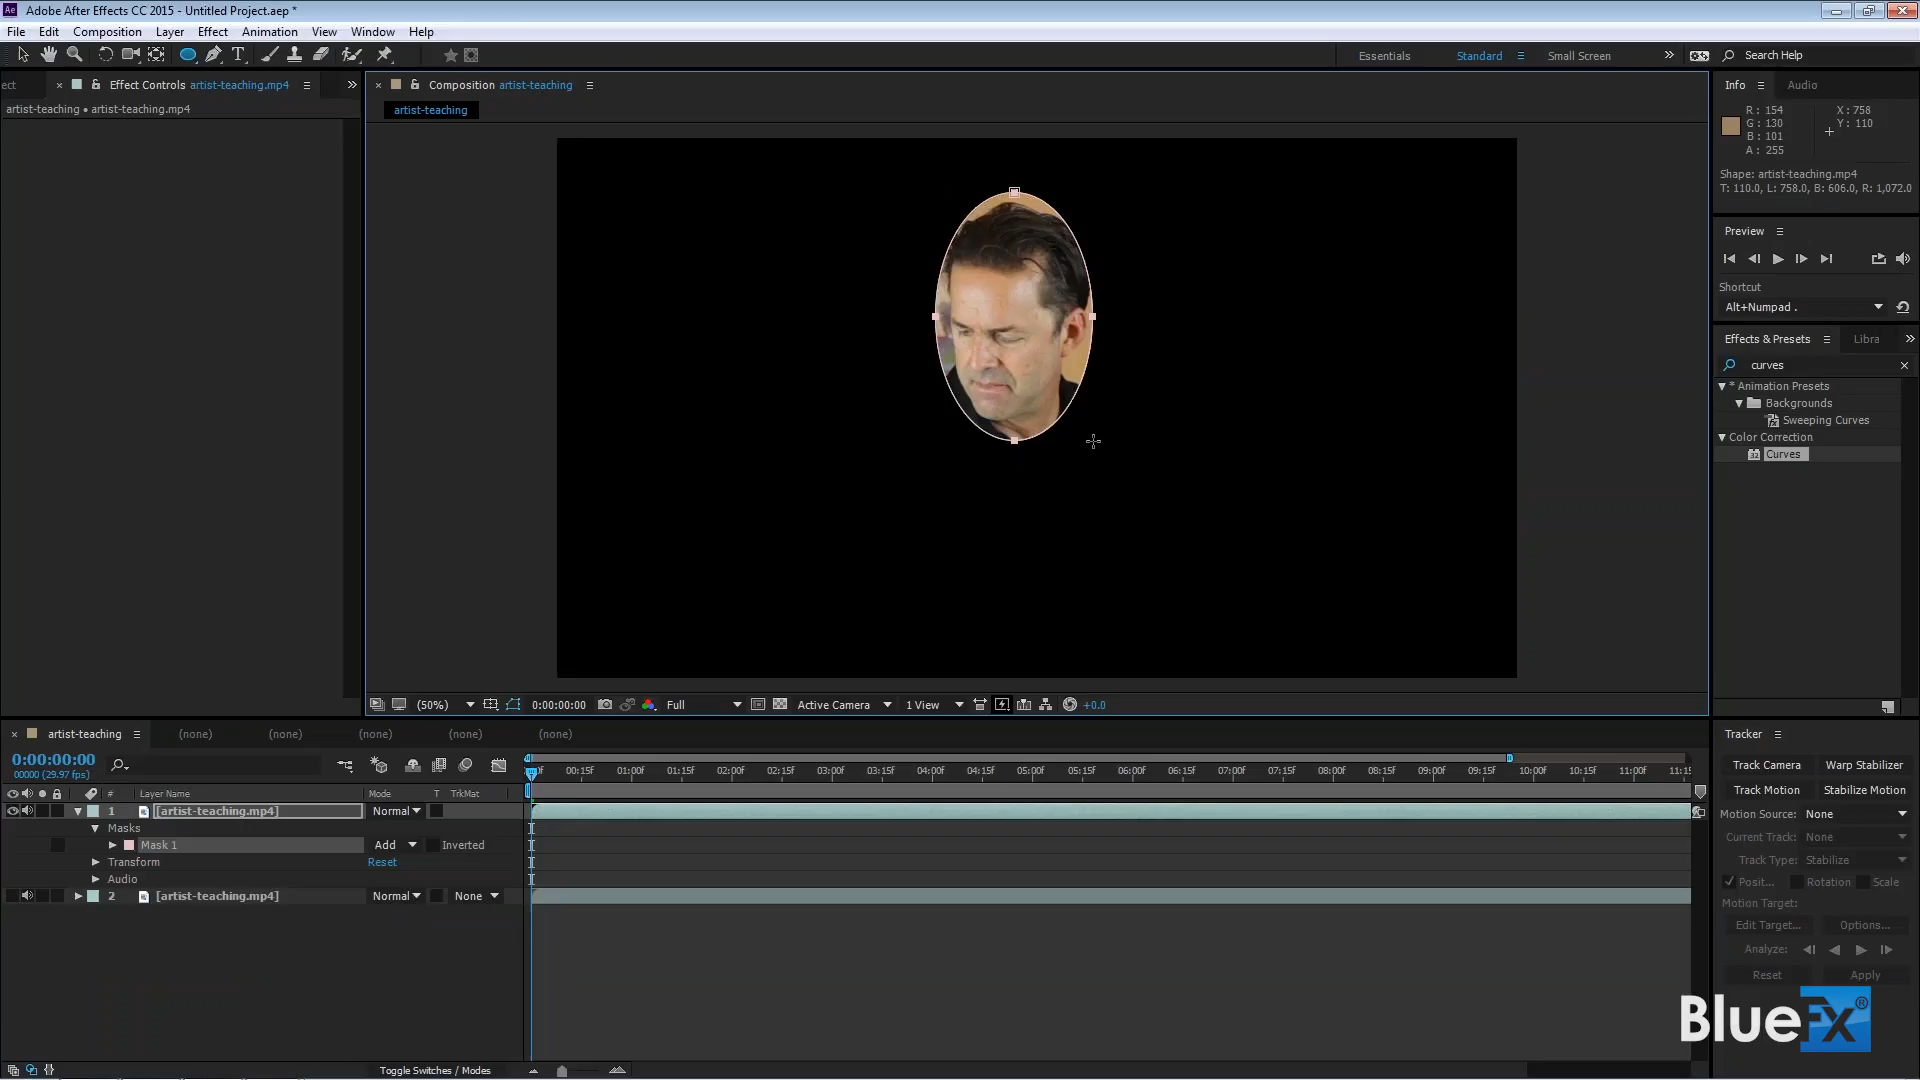 Adobe After Effects CC 2015 - Untitled Project.aep *
File Edit Composition Layer Effect Animation View Window Help
Essentials Standard Small Screen Search Help
ect Effect Controls artist-teaching.mp4
artist-teaching • artist-teaching.mp4
Composition artist-teaching
artist-teaching
Info Audio
R : 154 X : 758
G : 130 Y : 110
B : 101
A : 255
Shape: artist-teaching.mp4
T: 110.0, L: 758.0, B: 606.0, R: 1,072.0
Preview
Shortcut
Alt+Numpad .
Effects & Presets Libra
curves
* Animation Presets
Backgrounds
Sweeping Curves
Color Correction
32 Curves
(50%) 0:00:00:00 Full Active Camera 1 View +0.0
artist-teaching (none) (none) (none) (none) (none)
0:00:00:00
00000 (29.97 fps)
0f 00:15f 01:00f 01:15f 02:00f 02:15f 03:00f 03:15f 04:00f 04:15f 05:00f 05:15f 06:00f 06:15f 07:00f 07:15f 08:00f 08:15f 09:00f 09:15f 10:00f 10:15f 11:00f 11:15
# Layer Name Mode T TrkMat
1 [artist-teaching.mp4] Normal
Masks
Mask 1 Add Inverted
Transform Reset
Audio
2 [artist-teaching.mp4] Normal None
Toggle Switches / Modes
Tracker
Track Camera Warp Stabilizer
Track Motion Stabilize Motion
Motion Source: None
Current Track: None
Track Type: Stabilize
Posit... Rotation Scale
Motion Target:
Edit Target... Options...
Analyze:
Reset Apply
BlueFx®